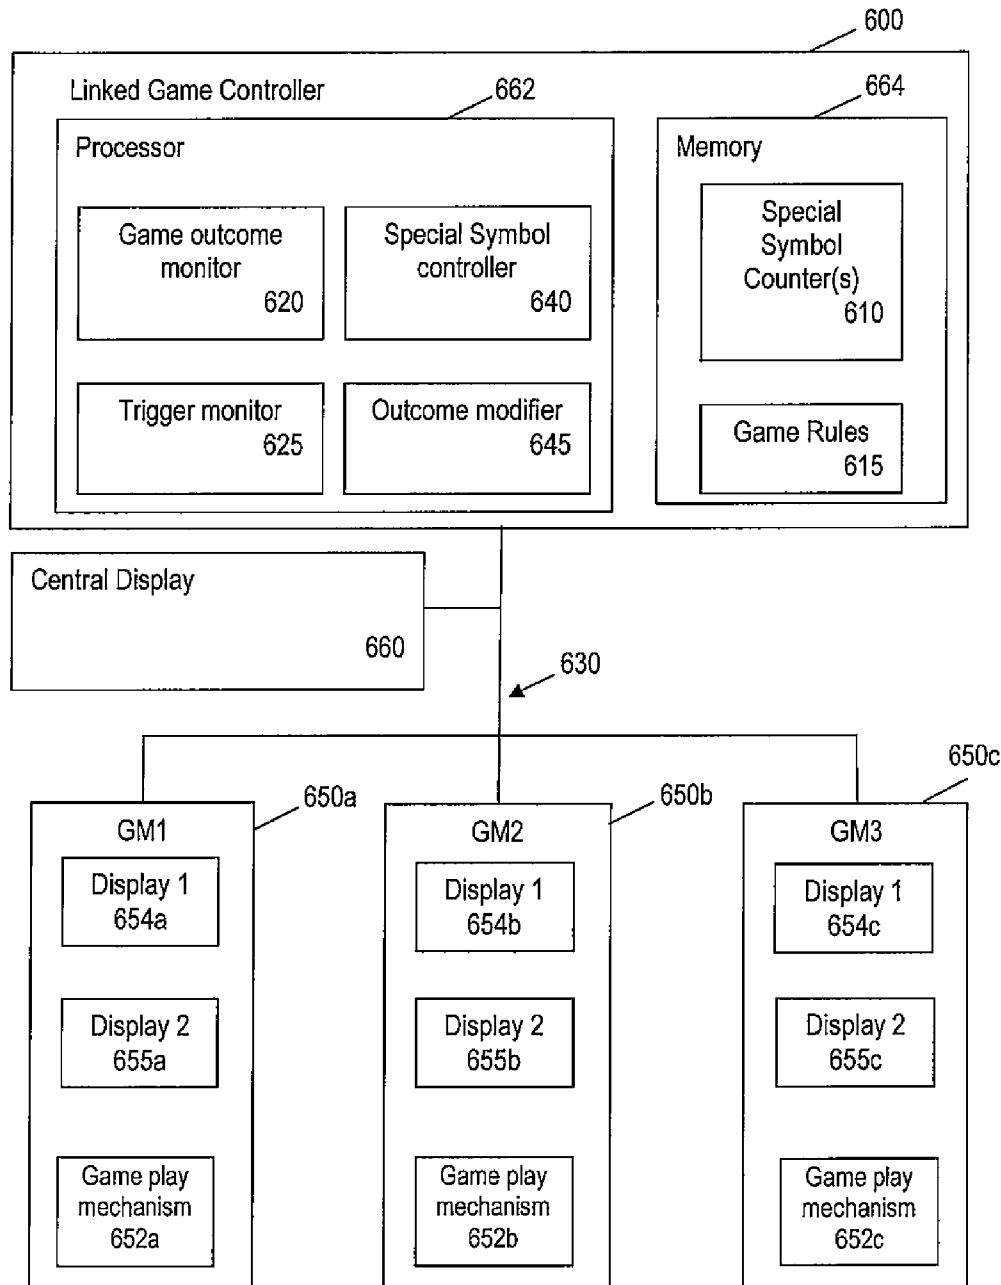 600
Linked Game Controller
662
664
Processor
Memory
Game outcome
monitor
620
Special Symbol
controller
640
Special
Symbol
Counter(s)
610
Trigger monitor
625
Outcome modifier
645
Game Rules
615
Central Display
660
630
650a
650b
650c
GM1
Display 1
654a
Display 2
655a
Game play
mechanism
652a
GM2
Display 1
654b
Display 2
655b
Game play
mechanism
652b
GM3
Display 1
654c
Display 2
655c
Game play
mechanism
652c